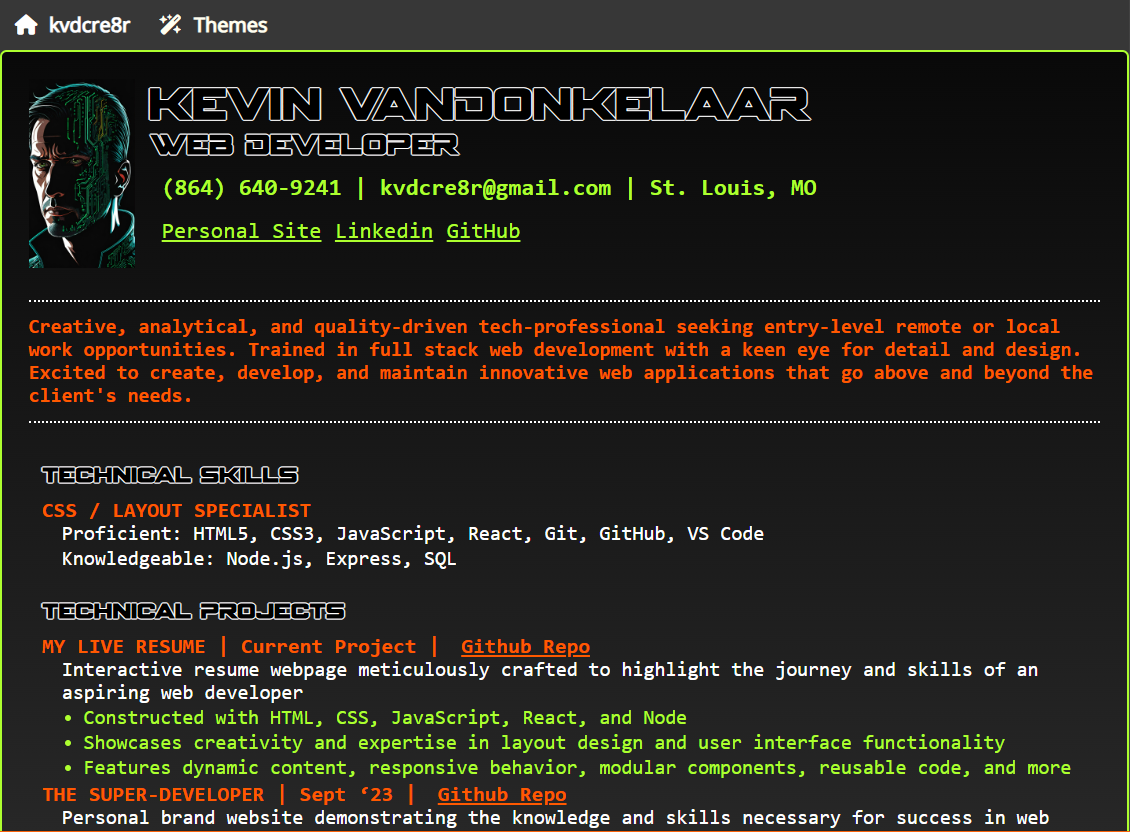 kvdcre8r Themes
KEVIN VANDONKELAAR
WEB DEVELOPER
(864) 640-9241 | kvdcre8r@gmail.com | St. Louis, MO
Personal Site Linkedin GitHub
Creative, analytical, and quality-driven tech-professional seeking entry-level remote or local
work opportunities. Trained in full stack web development with a keen eye for detail and design.
Excited to create, develop, and maintain innovative web applications that go above and beyond the
client's needs.
TECHNICAL SKILLS
CSS / LAYOUT SPECIALIST
Proficient: HTML5, CSS3, JavaScript, React, Git, GitHub, VS Code
Knowledgeable: Node.js, Express, SQL
TECHNICAL PROJECTS
MY LIVE RESUME | Current Project | Github Repo
Interactive resume webpage meticulously crafted to highlight the journey and skills of an
aspiring web developer
• Constructed with HTML, CSS, JavaScript, React, and Node
• Showcases creativity and expertise in layout design and user interface functionality
• Features dynamic content, responsive behavior, modular components, reusable code, and more
THE SUPER-DEVELOPER | Sept ‘23 | Github Repo
Personal brand website demonstrating the knowledge and skills necessary for success in web